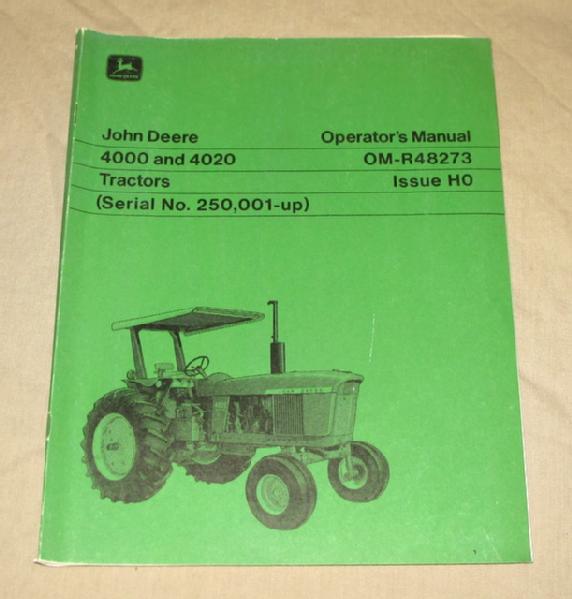 John Deere Operator's Manual
4000 and 4020 OM-R48273
Tractors Issue H0
(Serial No. 250,001-up)